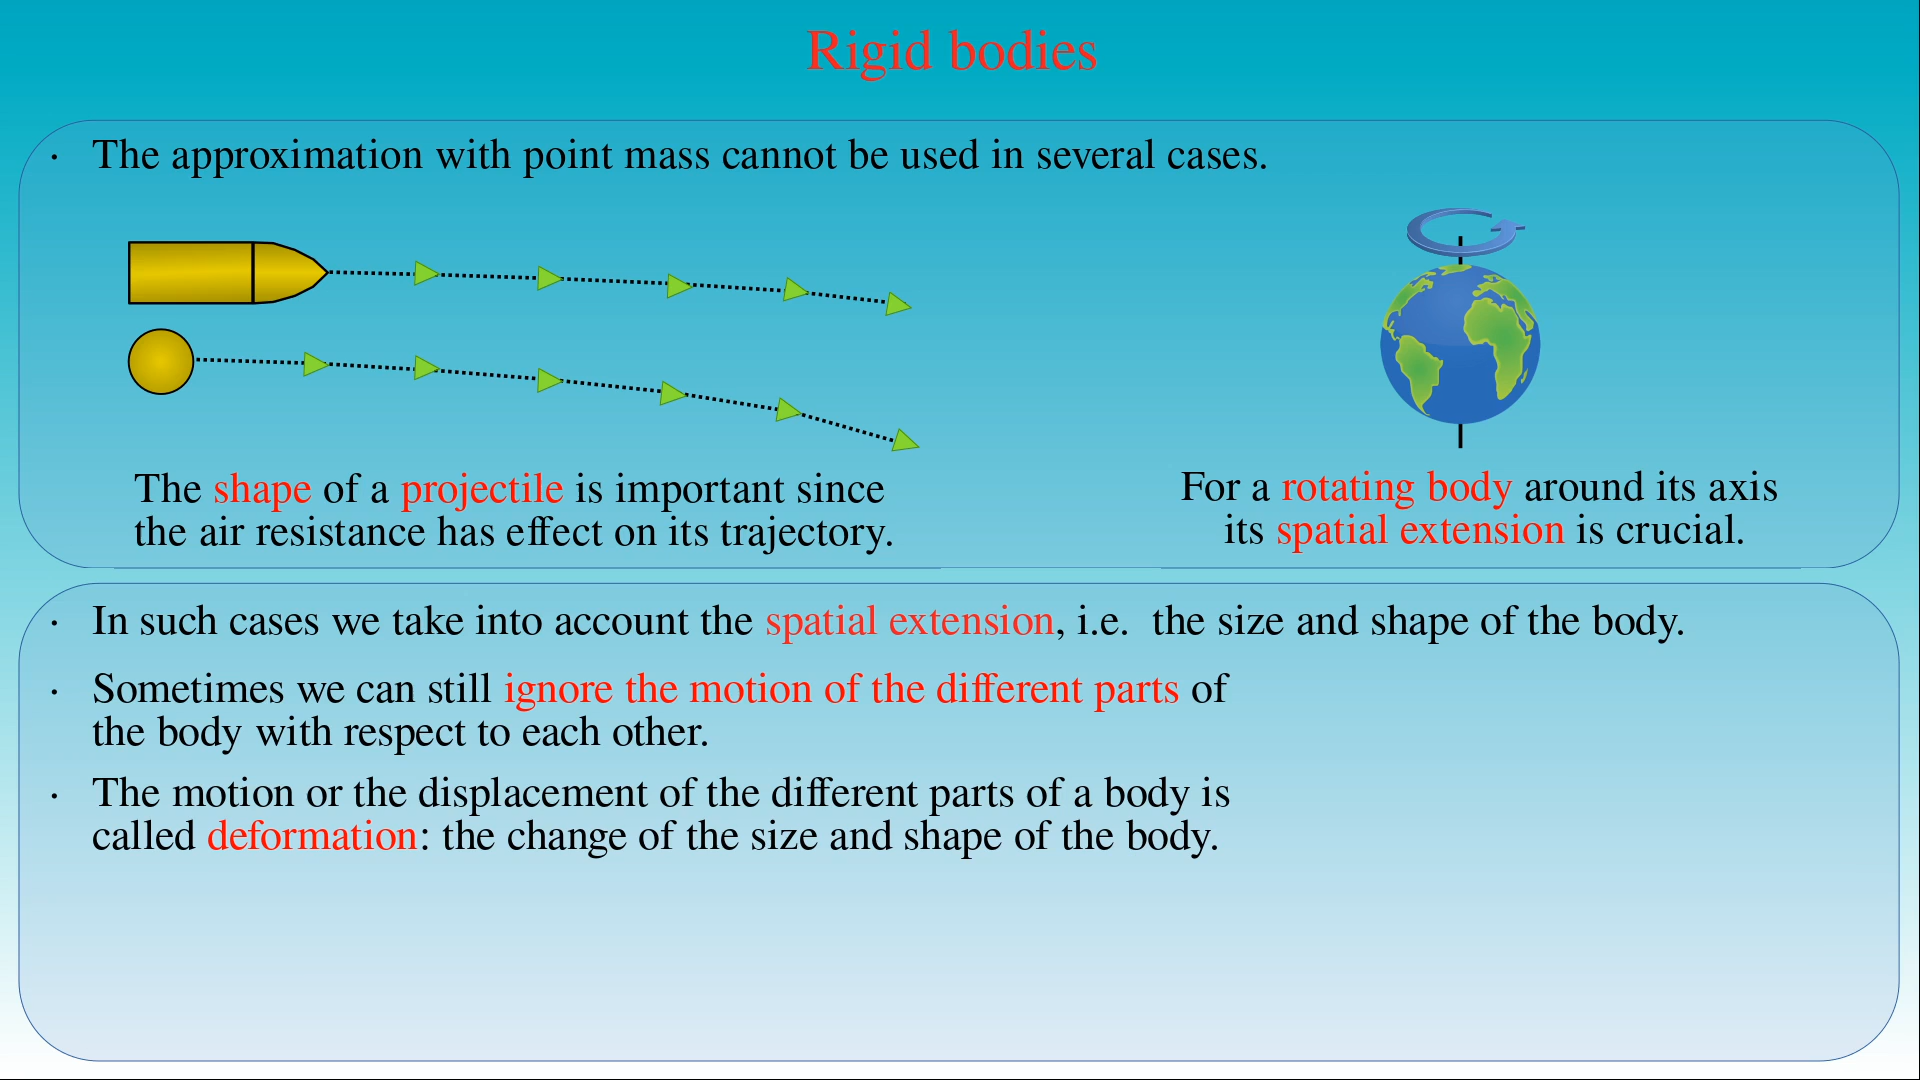 Rigid bodies
· The approximation with point mass cannot be used in several cases.
The shape of a projectile is important since
the air resistance has effect on its trajectory.
For a rotating body around its axis
its spatial extension is crucial.
· In such cases we take into account the spatial extension, i.e.  the size and shape of the body.
· Sometimes we can still ignore the motion of the different parts of
the body with respect to each other.
· The motion or the displacement of the different parts of a body is
called deformation: the change of the size and shape of the body.